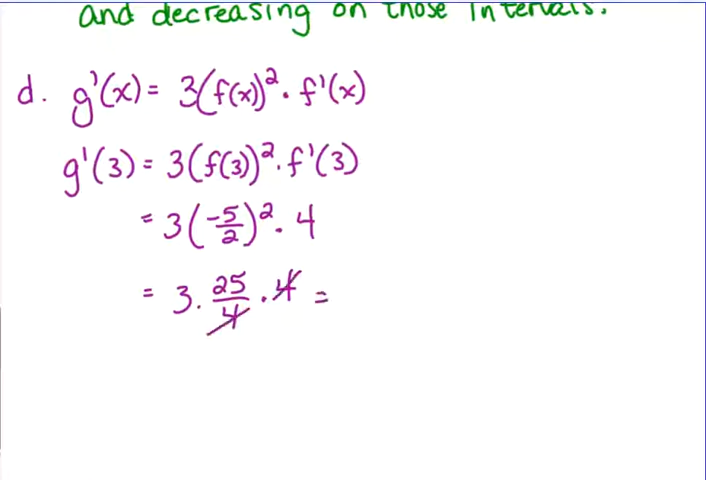 and decreasing on those intervals.
d. g'(x) = 3(f(x))². f'(x)
g'(3) = 3(f(3))². f'(3)
= 3(-5/2)². 4
= 3. 25/4 . 4 =